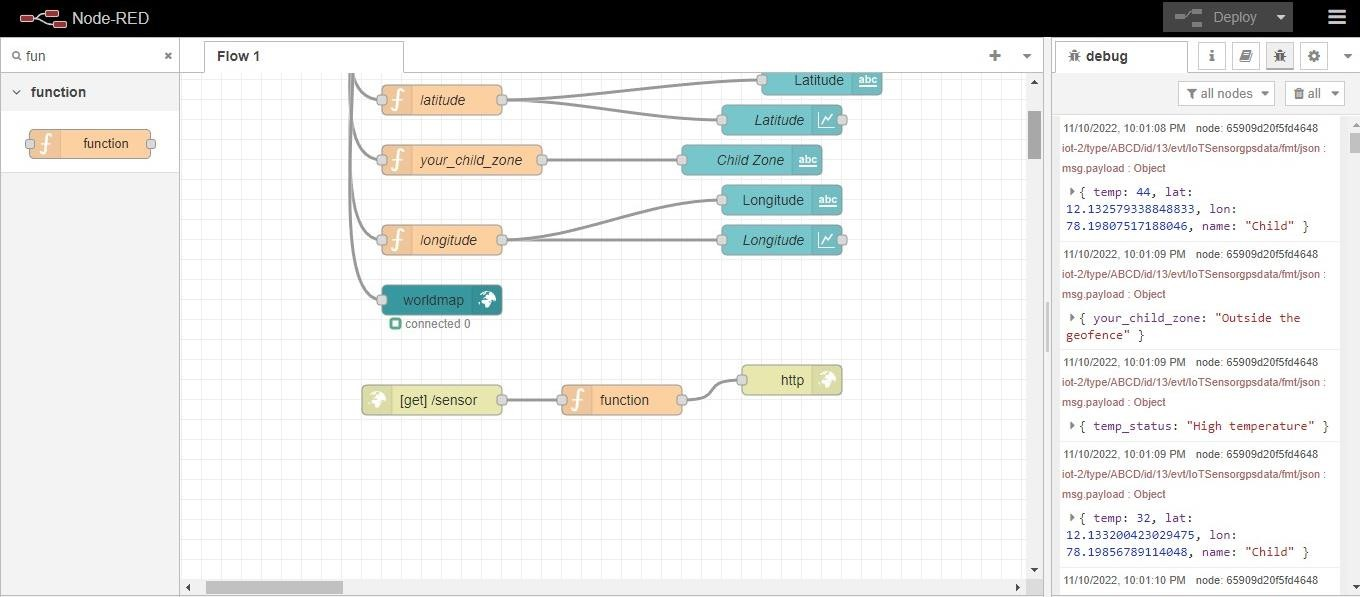 Node-RED
Deploy
fun
Flow 1
debug
function
function
all nodes
all
latitude
Latitude
abc
Latitude
your_child_zone
Child Zone
abc
Longitude
abc
longitude
Longitude
worldmap
connected 0
[get] /sensor
function
http
11/10/2022, 10:01:08 PM node: 65909d20f5fd4648
iot-2/type/ABCD/id/13/evt/IoTSensorgpsdata/fmt/json :
msg.payload : Object
{ temp: 44, lat:
12.132579338848833, lon:
78.19807517188046, name: "Child" }
11/10/2022, 10:01:09 PM node: 65909d20f5fd4648
iot-2/type/ABCD/id/13/evt/IoTSensorgpsdata/fmt/json :
msg.payload : Object
{ your_child_zone: "Outside the
geofence" }
11/10/2022, 10:01:09 PM node: 65909d20f5fd4648
iot-2/type/ABCD/id/13/evt/IoTSensorgpsdata/fmt/json :
msg.payload : Object
{ temp_status: "High temperature" }
11/10/2022, 10:01:09 PM node: 65909d20f5fd4648
iot-2/type/ABCD/id/13/evt/IoTSensorgpsdata/fmt/json :
msg.payload : Object
{ temp: 32, lat:
12.133200423029475, lon:
78.19856789114048, name: "Child" }
11/10/2022, 10:01:10 PM node: 65909d20f5fd4648